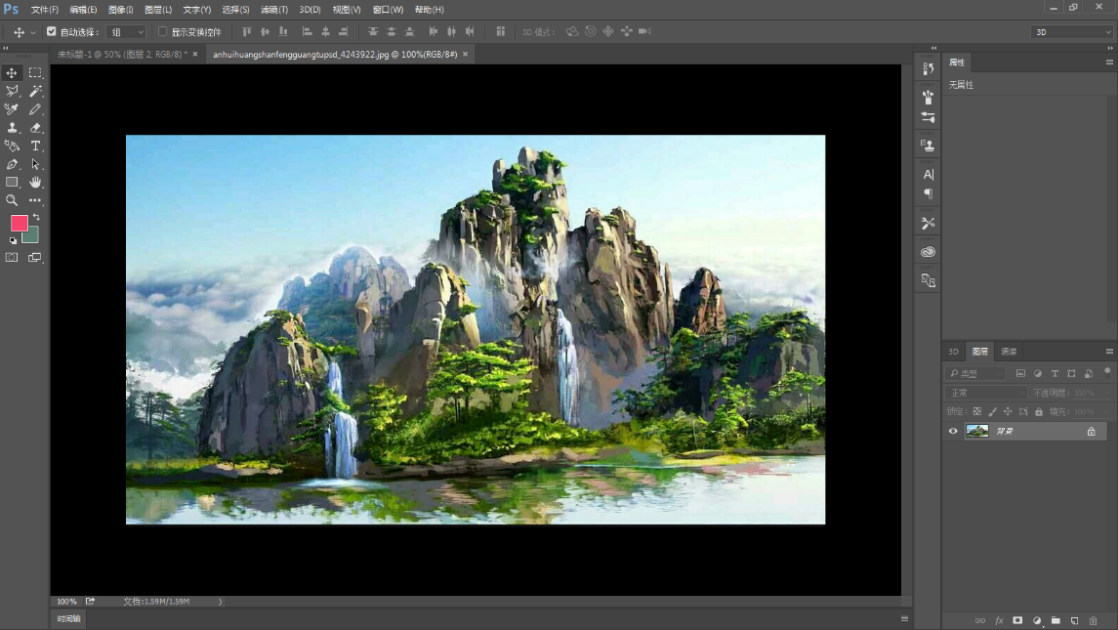 Ps 文件(F) 编辑(E) 图像(I) 图层(L) 文字(Y) 选择(S) 滤镜(T) 3D(D) 视图(V) 窗口(W) 帮助(H)
自动选择： 组 显示变换控件 3D 模式： 3D
未标题-1 @ 50% (图层 2, RGB/8) * × anhuihuangshanfengguangtupsd_4243922.jpg @ 100%(RGB/8#) ×
属性
无属性
3D 图层 通道
类型
正常 不透明度: 100%
锁定: 填充: 100%
背景
100% 文档:1.59M/1.59M
时间轴